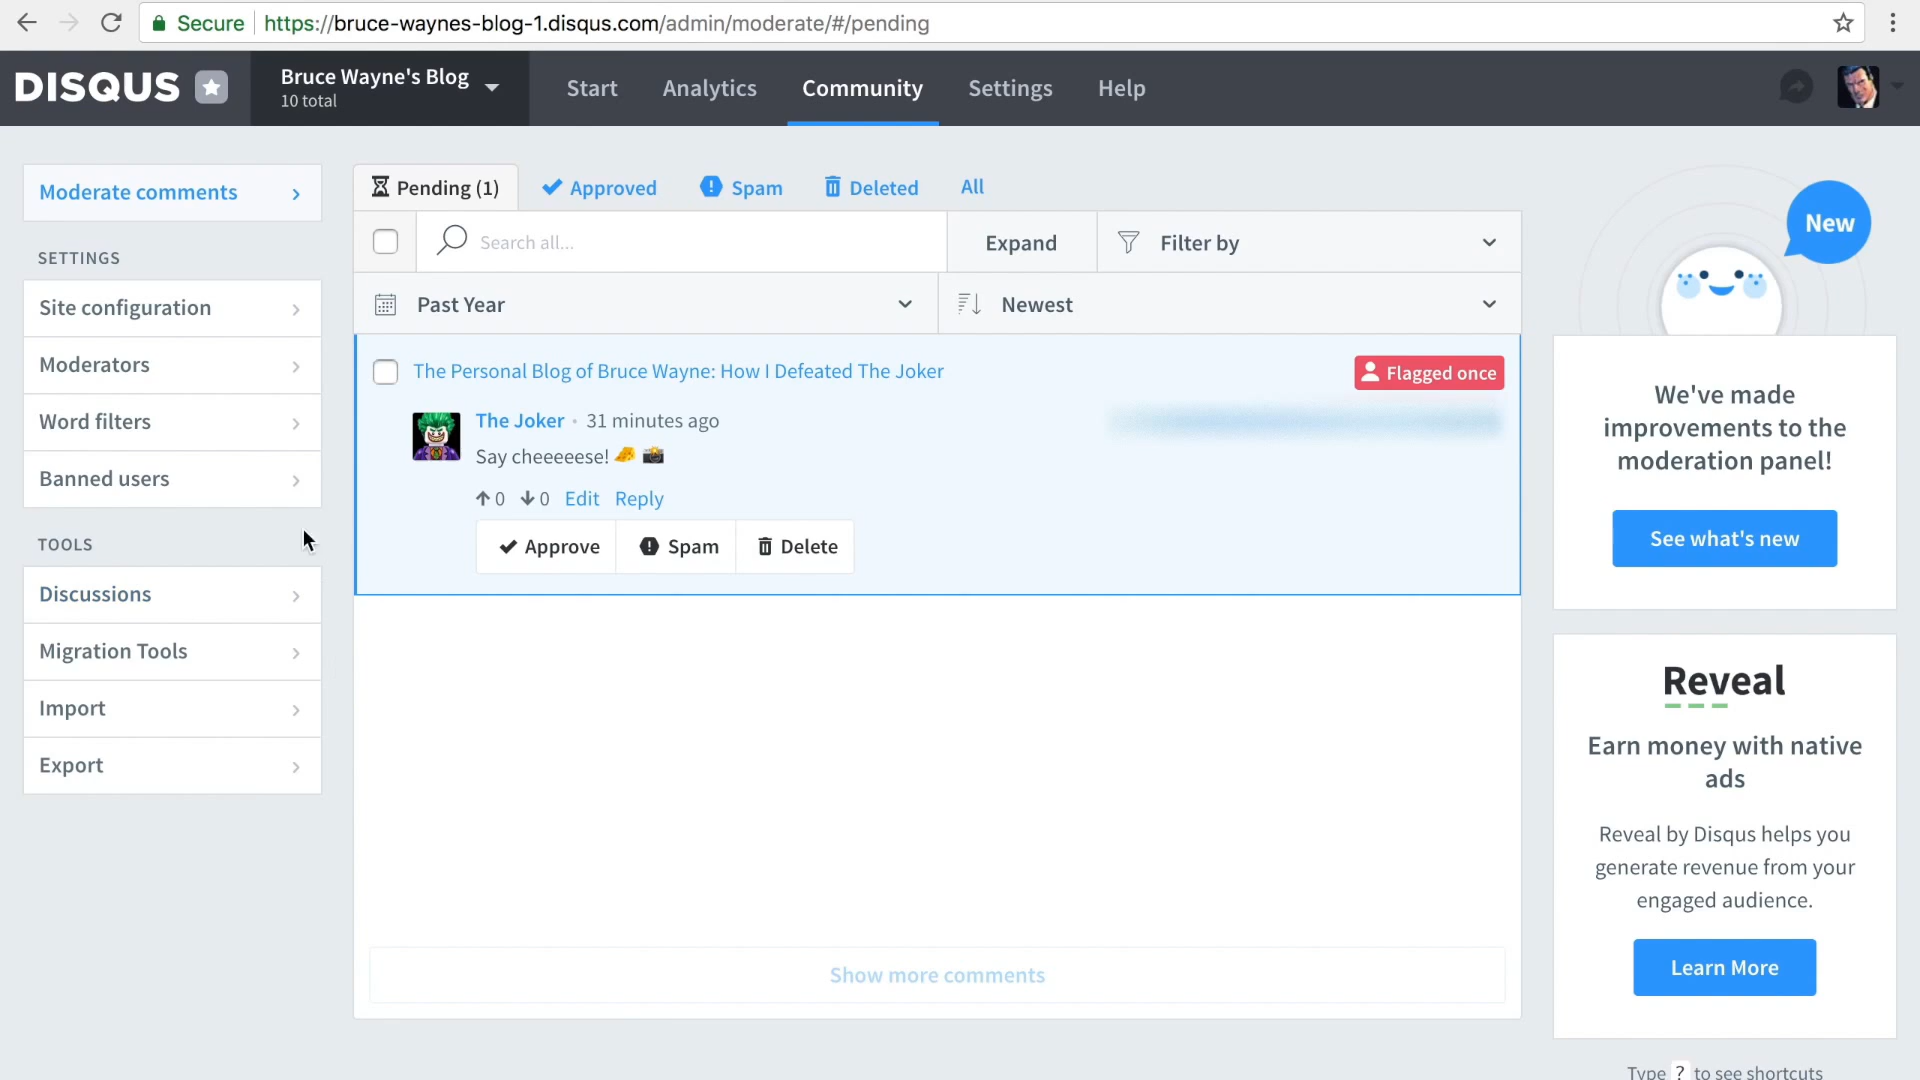 Secure https://bruce-waynes-blog-1.disqus.com/admin/moderate/#/pending
DISQUS
Bruce Wayne's Blog
10 total
Start Analytics Community Settings Help
Moderate comments
SETTINGS
Site configuration
Moderators
Word filters
Banned users
TOOLS
Discussions
Migration Tools
Import
Export
Pending (1) Approved Spam Deleted All
Search all... Expand Filter by
Past Year Newest
The Personal Blog of Bruce Wayne: How I Defeated The Joker Flagged once
The Joker • 31 minutes ago
Say cheeeeese! 🧀 📸
↑ 0 ↓ 0 Edit Reply
Approve Spam Delete
Show more comments
New
We've made
improvements to the
moderation panel!
See what's new
Reveal
Earn money with native
ads
Reveal by Disqus helps you
generate revenue from your
engaged audience.
Learn More
Type ? to see shortcuts